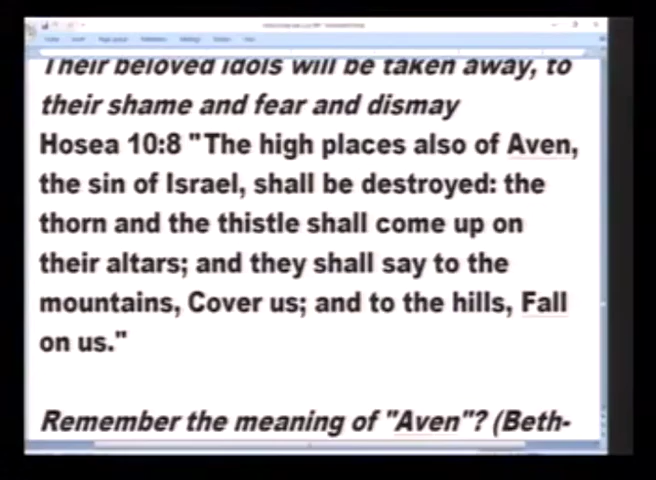 Their beloved idols will be taken away, to
their shame and fear and dismay
Hosea 10:8 "The high places also of Aven,
the sin of Israel, shall be destroyed: the
thorn and the thistle shall come up on
their altars; and they shall say to the
mountains, Cover us; and to the hills, Fall
on us."
Remember the meaning of "Aven"? (Beth-